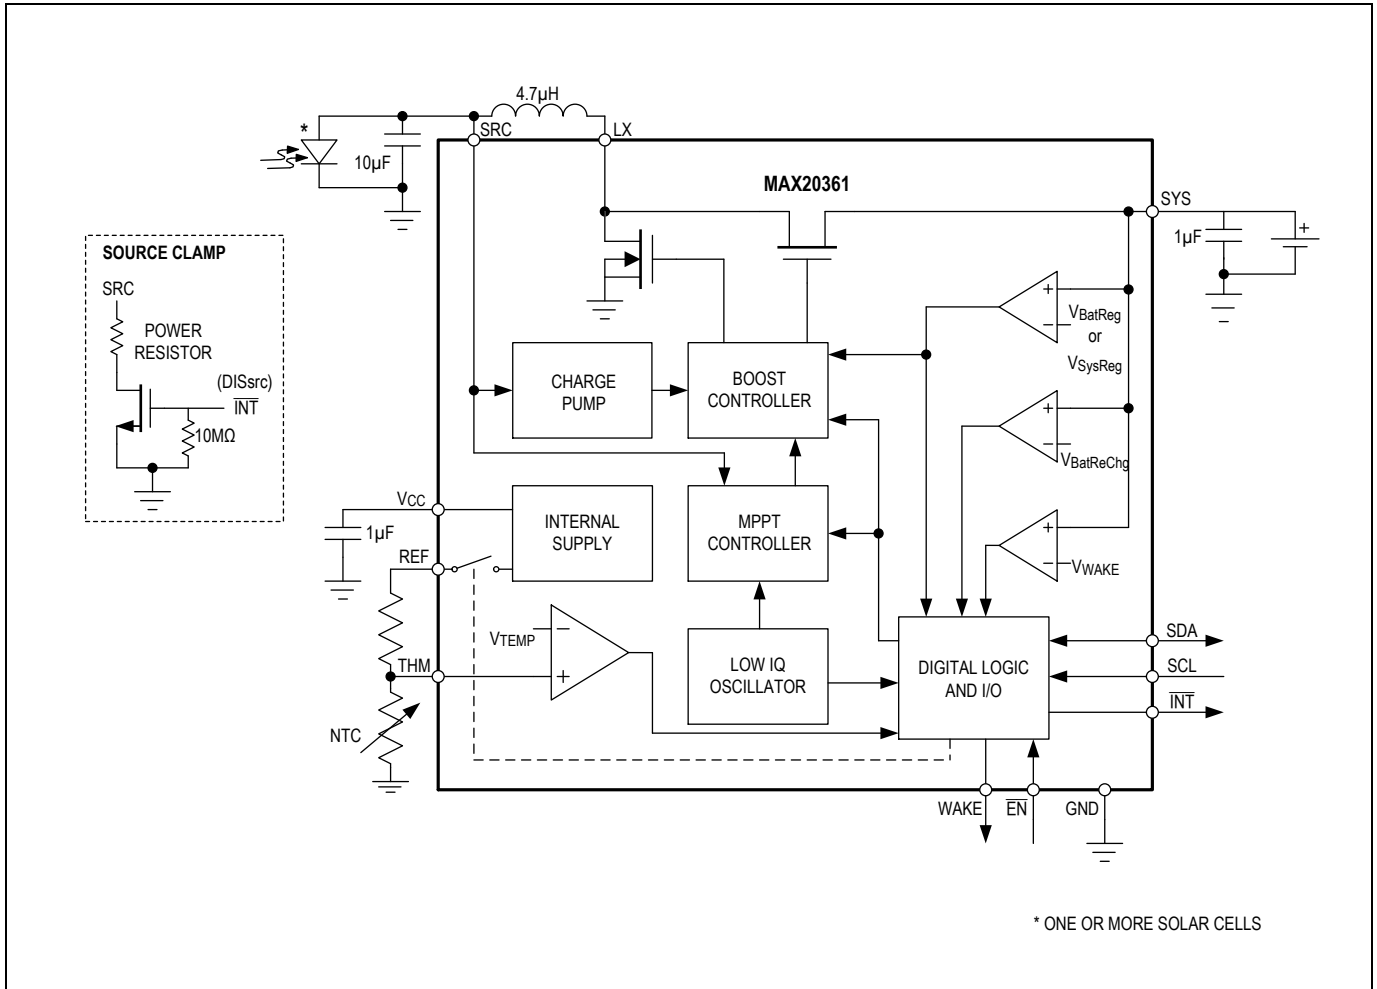 4.7µH
*
SRC
LX
10µF
MAX20361
SYS
1µF
+
SOURCE CLAMP
SRC
POWER
RESISTOR
(DISsrc)
INT
10MΩ
CHARGE
PUMP
BOOST
CONTROLLER
+
−
VBatReg
or
VSysReg
+
−
VBatReChg
VCC
1µF
INTERNAL
SUPPLY
MPPT
CONTROLLER
+
−
VWAKE
REF
VTEMP
−
+
THM
NTC
LOW IQ
OSCILLATOR
DIGITAL LOGIC
AND I/O
SDA
SCL
INT
WAKE
EN
GND
* ONE OR MORE SOLAR CELLS